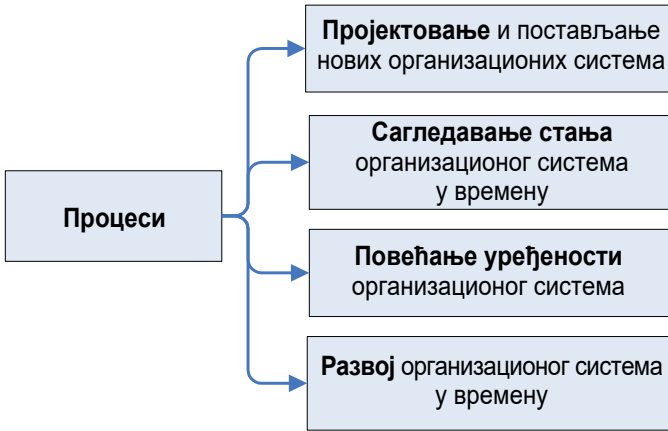 Пројектовање и постављање
нових организационих система
Сагледавање стања
организационог система
у времену
Процеси
Повећање уређености
организационог система
Развој организационог система
у времену